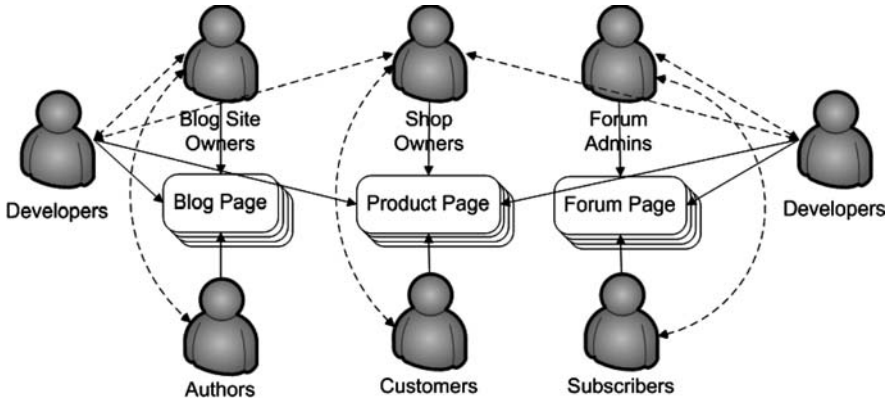 Blog Site
Owners
Shop
Owners
Forum
Admins
Developers
Blog Page
Product Page
Forum Page
Developers
Authors
Customers
Subscribers